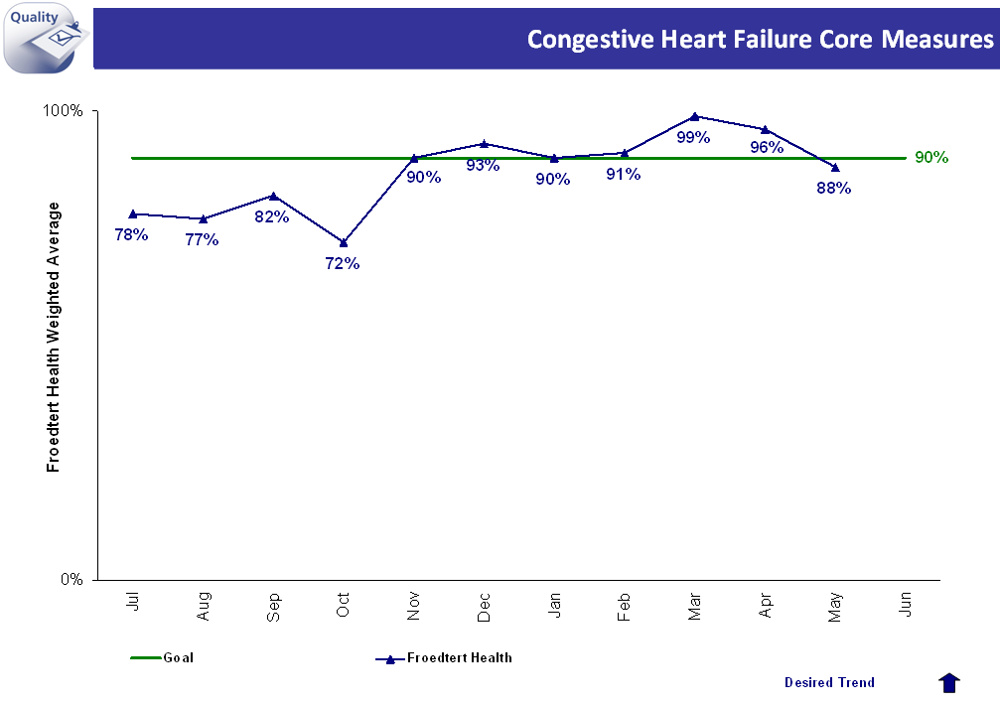 Quality
Congestive Heart Failure Core Measures
100%
99%
96%
93%
90%
90%
90%
91%
88%
82%
78%
77%
72%
Froedtert Health Weighted Average
0%
Jul
Aug
Sep
Oct
Nov
Dec
Jan
Feb
Mar
Apr
May
Jun
Goal
Froedtert Health
Desired Trend